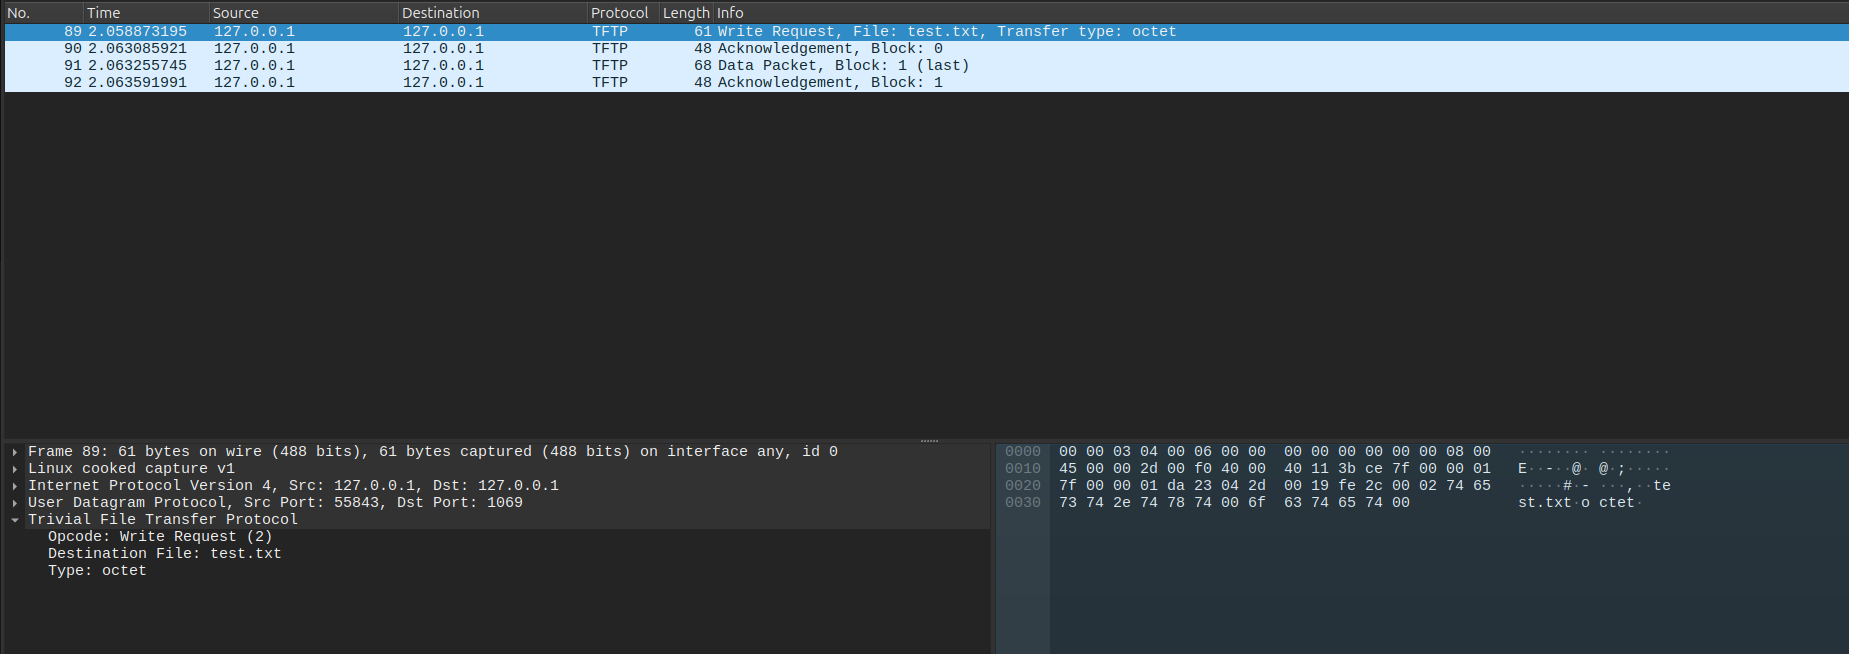 No. Time Source Destination Protocol Length Info
89 2.058873195 127.0.0.1 127.0.0.1 TFTP 61 Write Request, File: test.txt, Transfer type: octet
90 2.063085921 127.0.0.1 127.0.0.1 TFTP 48 Acknowledgement, Block: 0
91 2.063255745 127.0.0.1 127.0.0.1 TFTP 68 Data Packet, Block: 1 (last)
92 2.063591991 127.0.0.1 127.0.0.1 TFTP 48 Acknowledgement, Block: 1
Frame 89: 61 bytes on wire (488 bits), 61 bytes captured (488 bits) on interface any, id 0
Linux cooked capture v1
Internet Protocol Version 4, Src: 127.0.0.1, Dst: 127.0.0.1
User Datagram Protocol, Src Port: 55843, Dst Port: 1069
Trivial File Transfer Protocol
Opcode: Write Request (2)
Destination File: test.txt
Type: octet
0000 00 00 03 04 00 06 00 00 00 00 00 00 00 00 08 00 ········ ········
0010 45 00 00 2d 00 f0 40 00 40 11 3b ce 7f 00 00 01 E··-··@· @·;·····
0020 7f 00 00 01 da 23 04 2d 00 19 fe 2c 00 02 74 65 ·····#·- ···,··te
0030 73 74 2e 74 78 74 00 6f 63 74 65 74 00 st.txt·o ctet·